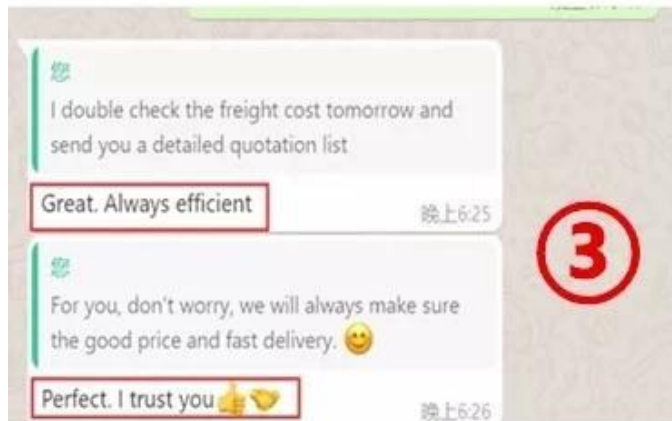 您
I double check the freight cost tomorrow and
send you a detailed quotation list
Great. Always efficient
晚上6:25
您
For you, don't worry, we will always make sure
the good price and fast delivery. 😊
Perfect. I trust you👍🤝
晚上6:26
③